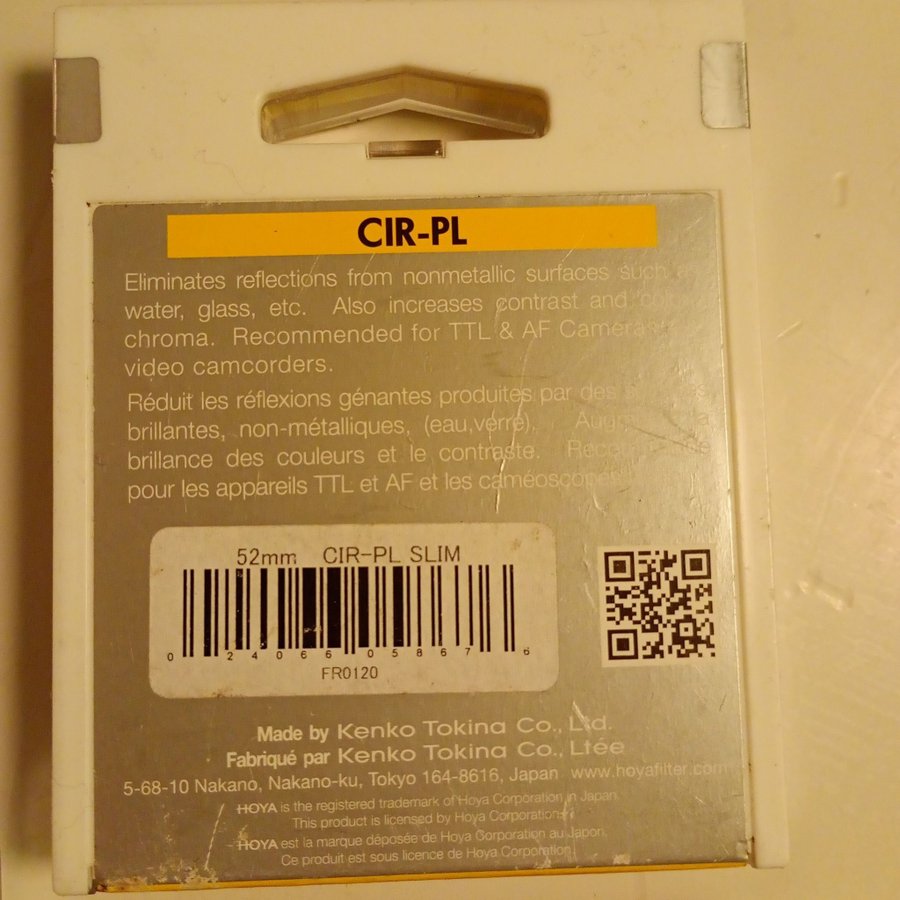 CIR-PL
Eliminates reflections from nonmetallic surfaces such as
water, glass, etc. Also increases contrast and color
chroma. Recommended for TTL & AF Cameras
video camcorders.
Réduit les réflexions génantes produites par des
brillantes, non-métalliques, (eau,verre).
brillance des couleurs et le contraste.
pour les appareils TTL et AF et les caméoscopes
52mm CIR-PL SLIM
0 24066 05867 6
FR0120
Made by Kenko Tokina Co., Ltd.
Fabriqué par Kenko Tokina Co., Ltée
5-68-10 Nakano, Nakano-ku, Tokyo 164-8616, Japan www.hoyafilter.com
HOYA is the registered trademark of Hoya Corporation in Japan.
This product is licensed by Hoya Corporation.
HOYA est la marque déposée de Hoya Corporation au Japon.
Ce produit est sous licence de Hoya Corporation.